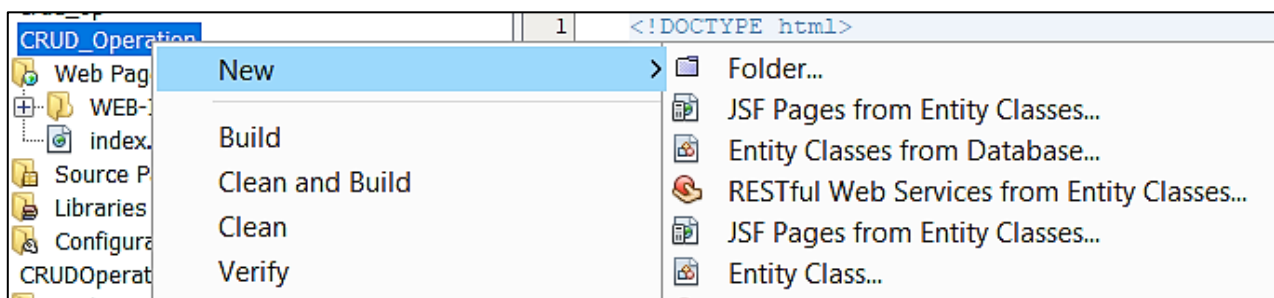 CRUD_Operation
Web Pag
WEB-
index.
Source P
Libraries
Configura
CRUDOperat
New
Build
Clean and Build
Clean
Verify
1 <!DOCTYPE html>
Folder...
JSF Pages from Entity Classes...
Entity Classes from Database...
RESTful Web Services from Entity Classes...
JSF Pages from Entity Classes...
Entity Class...